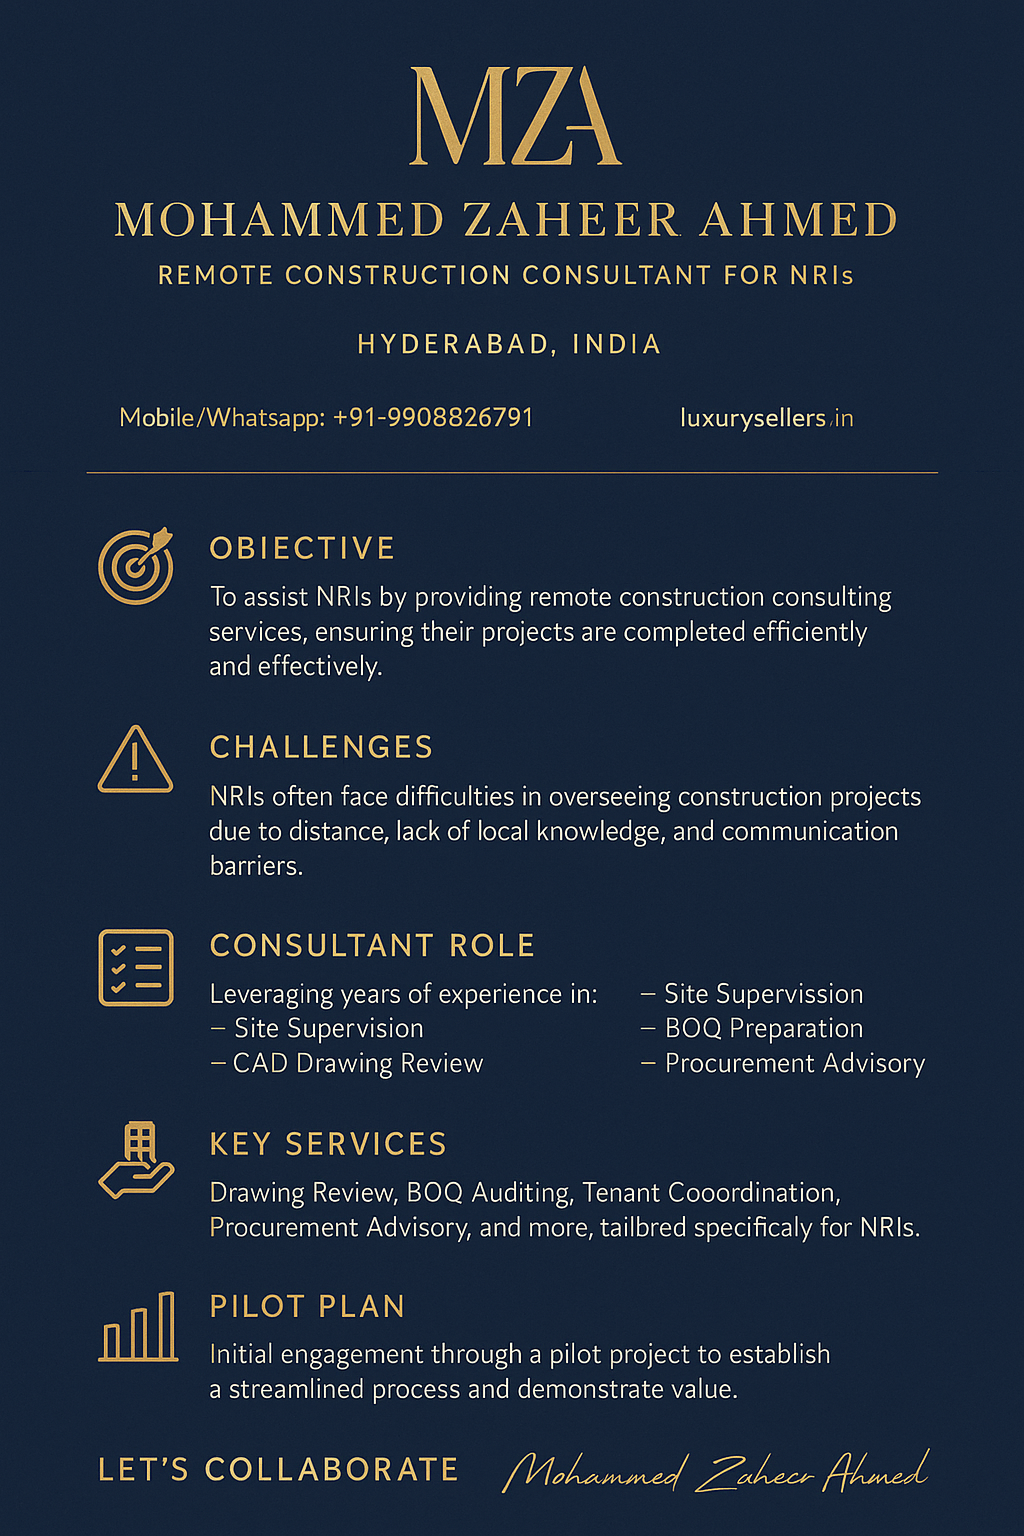 MZA
MOHAMMED ZAHEER AHMED
REMOTE CONSTRUCTION CONSULTANT FOR NRIs
HYDERABAD, INDIA
Mobile/Whatsapp: +91-9908826791
luxurysellers.in
OBIECTIVE
To assist NRIs by providing remote construction consulting
services, ensuring their projects are completed efficiently
and effectively.
CHALLENGES
NRIs often face difficulties in overseeing construction projects
due to distance, lack of local knowledge, and communication
barriers.
CONSULTANT ROLE
Leveraging years of experience in:
– Site Supervision
– CAD Drawing Review
– Site Supervission
– BOQ Preparation
– Procurement Advisory
KEY SERVICES
Drawing Review, BOQ Auditing, Tenant Cooordination,
Procurement Advisory, and more, tailbred specificaly for NRIs.
PILOT PLAN
Initial engagement through a pilot project to establish
a streamlined process and demonstrate value.
LET'S COLLABORATE
Mohammed Zahecr Ahmed